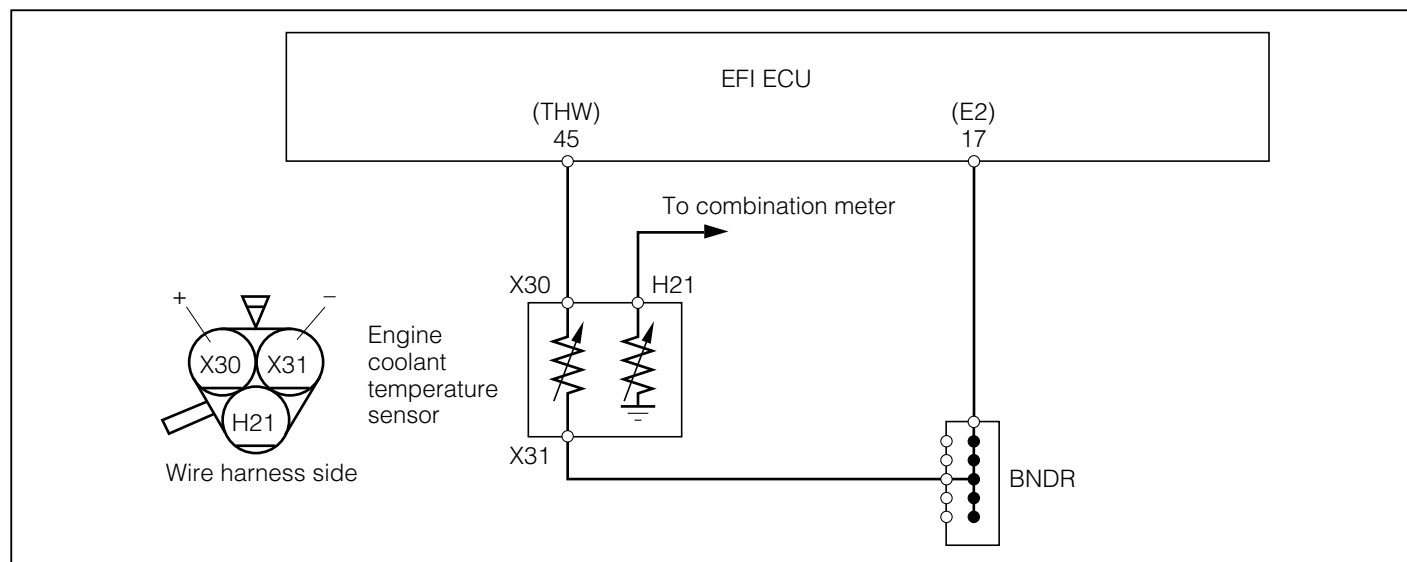 EFI ECU
(THW)
45
(E2)
17
To combination meter
X30
H21
+
−
X30
X31
H21
Wire harness side
Engine
coolant
temperature
sensor
X31
BNDR